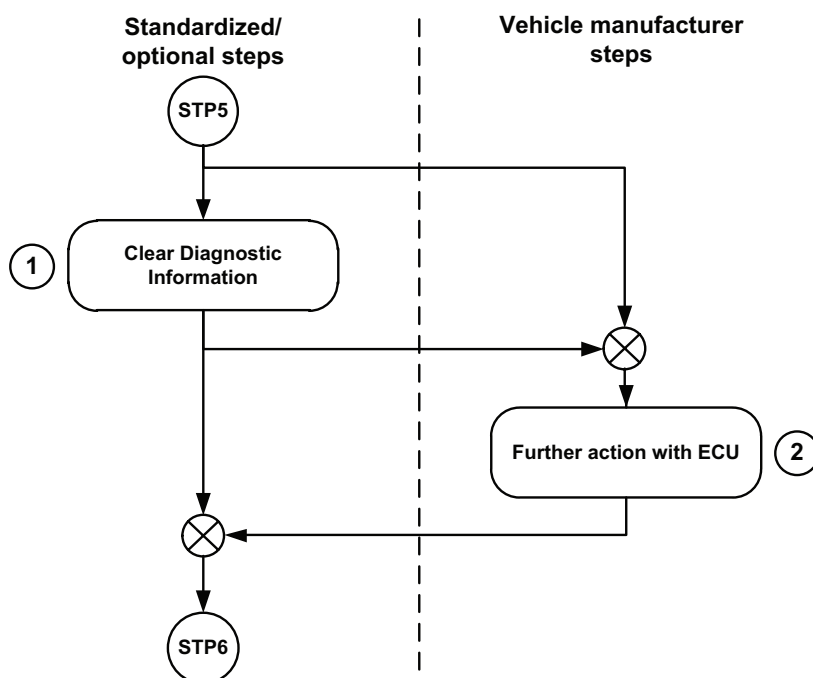 Standardized/
optional steps
Vehicle manufacturer
steps
STP5
1
Clear Diagnostic
Information
Further action with ECU
2
STP6